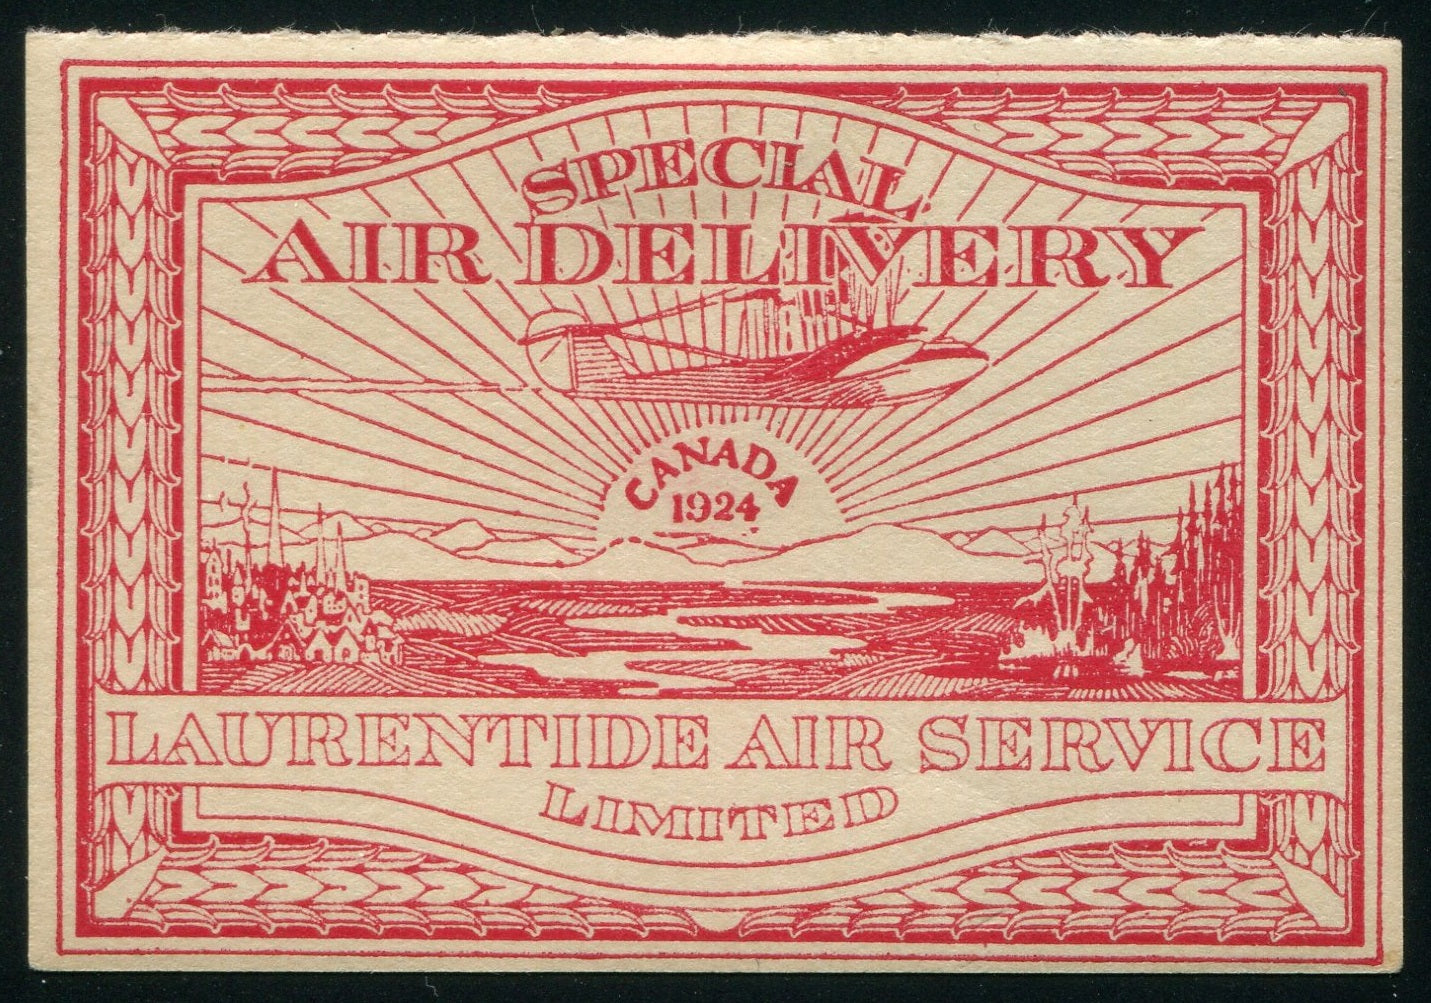 SPECIAL
AIR DELIVERY
CANADA
1924
LAURENTIDE AIR SERVICE
LIMITED